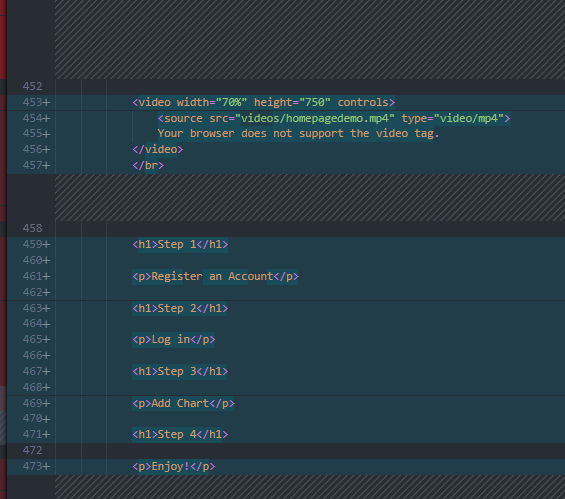 452
453+ <video width="70%" height="750" controls>
454+ <source src="videos/homepagedemo.mp4" type="video/mp4">
455+ Your browser does not support the video tag.
456+ </video>
457+ </br>
458
459+ <h1>Step 1</h1>
460+
461+ <p>Register an Account</p>
462+
463+ <h1>Step 2</h1>
464+
465+ <p>Log in</p>
466+
467+ <h1>Step 3</h1>
468+
469+ <p>Add Chart</p>
470+
471+ <h1>Step 4</h1>
472
473+ <p>Enjoy!</p>